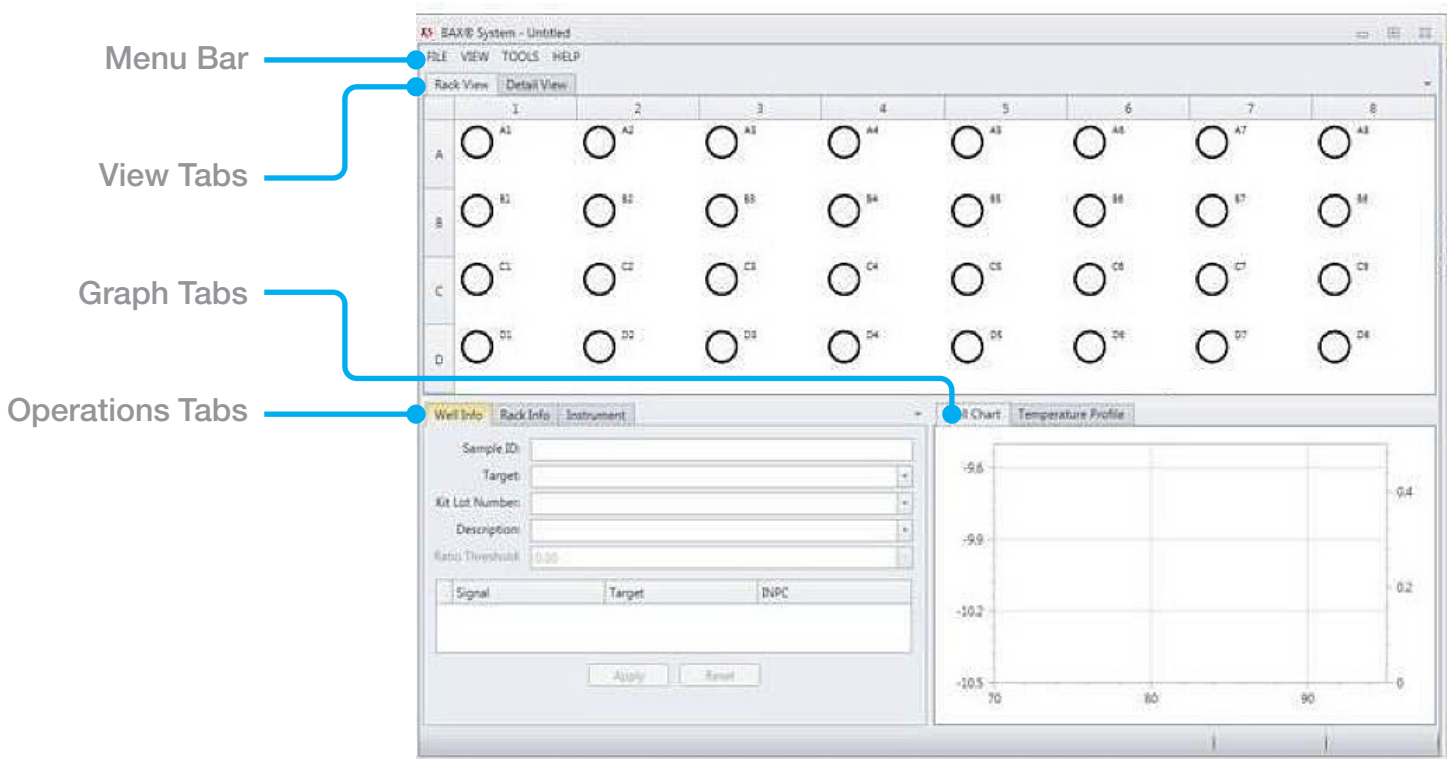 BAX® System - Untitled
Menu Bar
FILE VIEW TOOLS HELP
Rack View Detail View
1 2 3 4 5 6 7 8
A1 A2 A3 A4 A5 A6 A7 A8
A
View Tabs
B1 B2 B3 B4 B5 B6 B7 B8
B
C1 C2 C3 C4 C5 C6 C7 C8
C
Graph Tabs
D1 D2 D3 D4 D5 D6 D7 D8
D
Operations Tabs
Well Info Rack Info Instrument
Chart Temperature Profile
Sample ID:
Target:
Kit Lot Number:
Description:
Ratio Threshold: 0.00
Signal Target INPC
Apply Reset
-9.6
-9.9
-10.2
-10.5
0.4
0.2
0
70 80 90